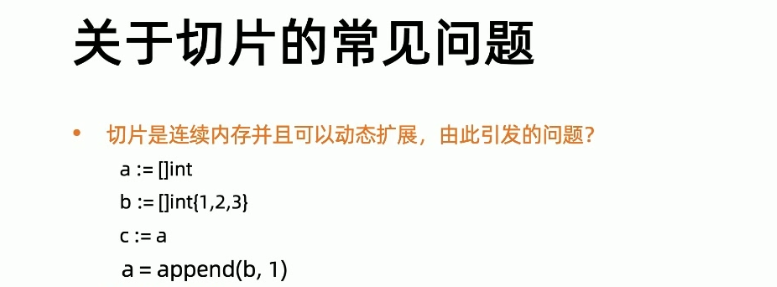 关于切片的常见问题
• 切片是连续内存并且可以动态扩展，由此引发的问题?
a := []int
b := []int{1,2,3}
c := a
a = append(b, 1)